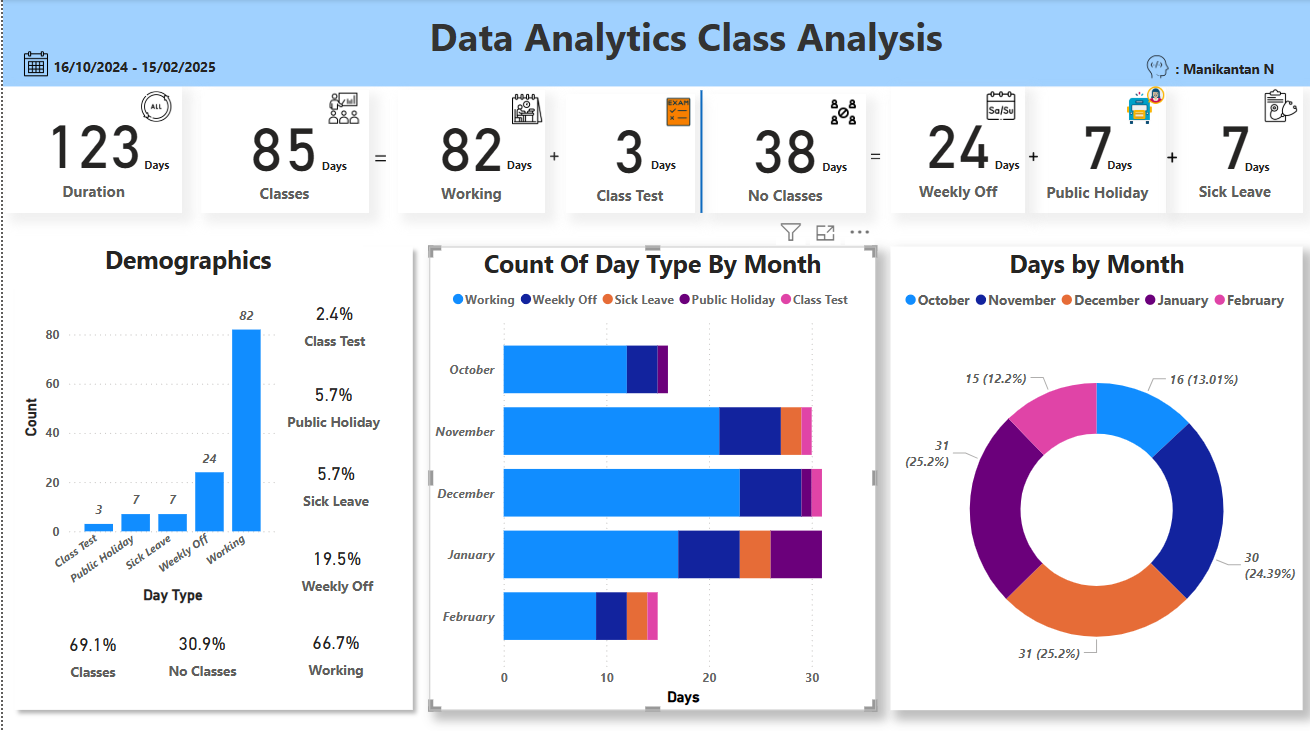 Data Analytics Class Analysis
16/10/2024 - 15/02/2025
: Manikantan N
ALL
123 Days
Duration
85 Days
Classes
=
82 Days
Working
+
EXAM
3 Days
Class Test
38 Days
No Classes
=
Sa/Su
24 Days
Weekly Off
+
7 Days
Public Holiday
+
7 Days
Sick Leave
Demographics
Count
80
60
40
20
0
3
7
7
24
82
Class Test
Public Holiday
Sick Leave
Weekly Off
Working
Day Type
2.4%
Class Test
5.7%
Public Holiday
5.7%
Sick Leave
19.5%
Weekly Off
69.1%
Classes
30.9%
No Classes
66.7%
Working
Count Of Day Type By Month
Working Weekly Off Sick Leave Public Holiday Class Test
October
November
December
January
February
0 10 20 30
Days
Days by Month
October November December January February
15 (12.2%)
16 (13.01%)
31
(25.2%)
30
(24.39%)
31 (25.2%)